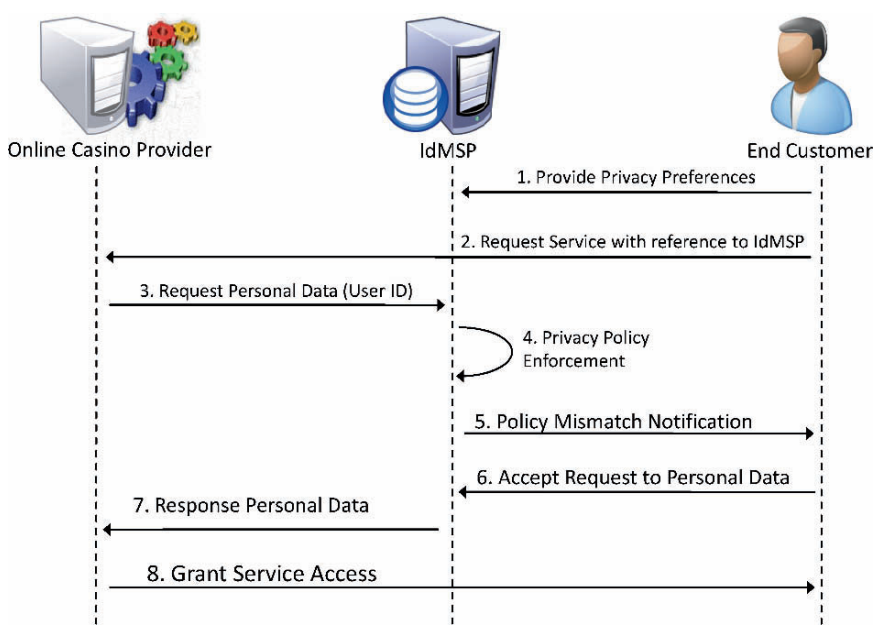 Online Casino Provider
IdMSP
End Customer
1. Provide Privacy Preferences
2. Request Service with reference to IdMSP
3. Request Personal Data (User ID)
4. Privacy Policy
Enforcement
5. Policy Mismatch Notification
6. Accept Request to Personal Data
7. Response Personal Data
8. Grant Service Access